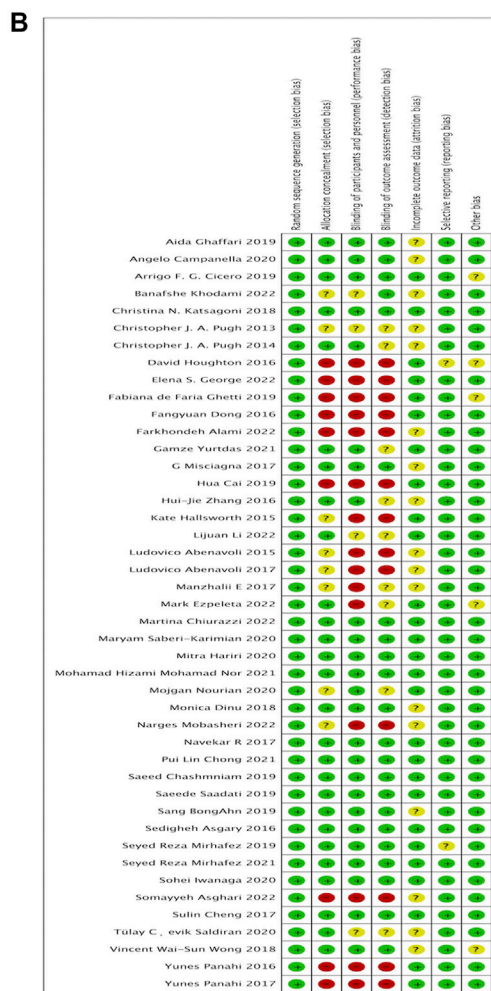 B
Random sequence generation (selection bias)
Allocation concealment (selection bias)
Blinding of participants and personnel (performance bias)
Blinding of outcome assessment (detection bias)
Incomplete outcome data (attrition bias)
Selective reporting (reporting bias)
Other bias
Aida Ghaffari 2019 + + + + ? + +
Angelo Campanella 2020 + + + + ? + +
Arrigo F. G. Cicero 2019 + + + + + + ?
Banafshe Khodami 2022 + ? ? + ? + +
Christina N. Katsagoni 2018 + + + + + + +
Christopher J. A. Pugh 2013 + ? ? ? ? + +
Christopher J. A. Pugh 2014 + + + ? ? + +
David Houghton 2016 + - - - + ? ?
Elena S. George 2022 + - - - + + +
Fabiana de Faria Ghetti 2019 + - - - + + ?
Fangyuan Dong 2016 + - - - + + +
Farkhondeh Alami 2022 + - - - ? + +
Gamze Yurtdas 2021 + + + ? + + +
G Misciagna 2017 + + + + ? + +
Hua Cai 2019 + - - - + + +
Hui-Jie Zhang 2016 + + + ? ? + +
Kate Hallsworth 2015 + ? - - + + +
Lijuan Li 2022 + + ? ? + + +
Ludovico Abenavoli 2015 + ? - - ? + +
Ludovico Abenavoli 2017 + ? - - ? + +
Manzhalii E 2017 + ? - ? ? + +
Mark Ezpeleta 2022 + + - ? + + ?
Martina Chiurazzi 2022 + + + + + + +
Maryam Saberi-Karimian 2020 + + + + + + +
Mitra Hariri 2020 + + + + + + +
Mohamad Hizami Mohamad Nor 2021 + + + + + + +
Mojgan Nourian 2020 + ? + ? + + +
Monica Dinu 2018 + + + + ? + +
Narges Mobasheri 2022 + ? - - ? + +
Navekar R 2017 + + + + + + +
Pui Lin Chong 2021 + + + + + + +
Saeed Chashmniam 2019 + + + + + + +
Saeede Saadati 2019 + + + + + + +
Sang BongAhn 2019 + + + + ? + +
Sedigheh Asgary 2016 + + + + + + +
Seyed Reza Mirhafez 2019 + + + + + ? +
Seyed Reza Mirhafez 2021 + + + + + + +
Sohei Iwanaga 2020 + + + + + + +
Somayyeh Asghari 2022 + - - - ? + +
Sulin Cheng 2017 + + + + + + +
Tülay C ̧ evik Saldiran 2020 + + ? ? ? + +
Vincent Wai-Sun Wong 2018 + + + + ? + ?
Yunes Panahi 2016 + - - - + + +
Yunes Panahi 2017 + - - - + + +